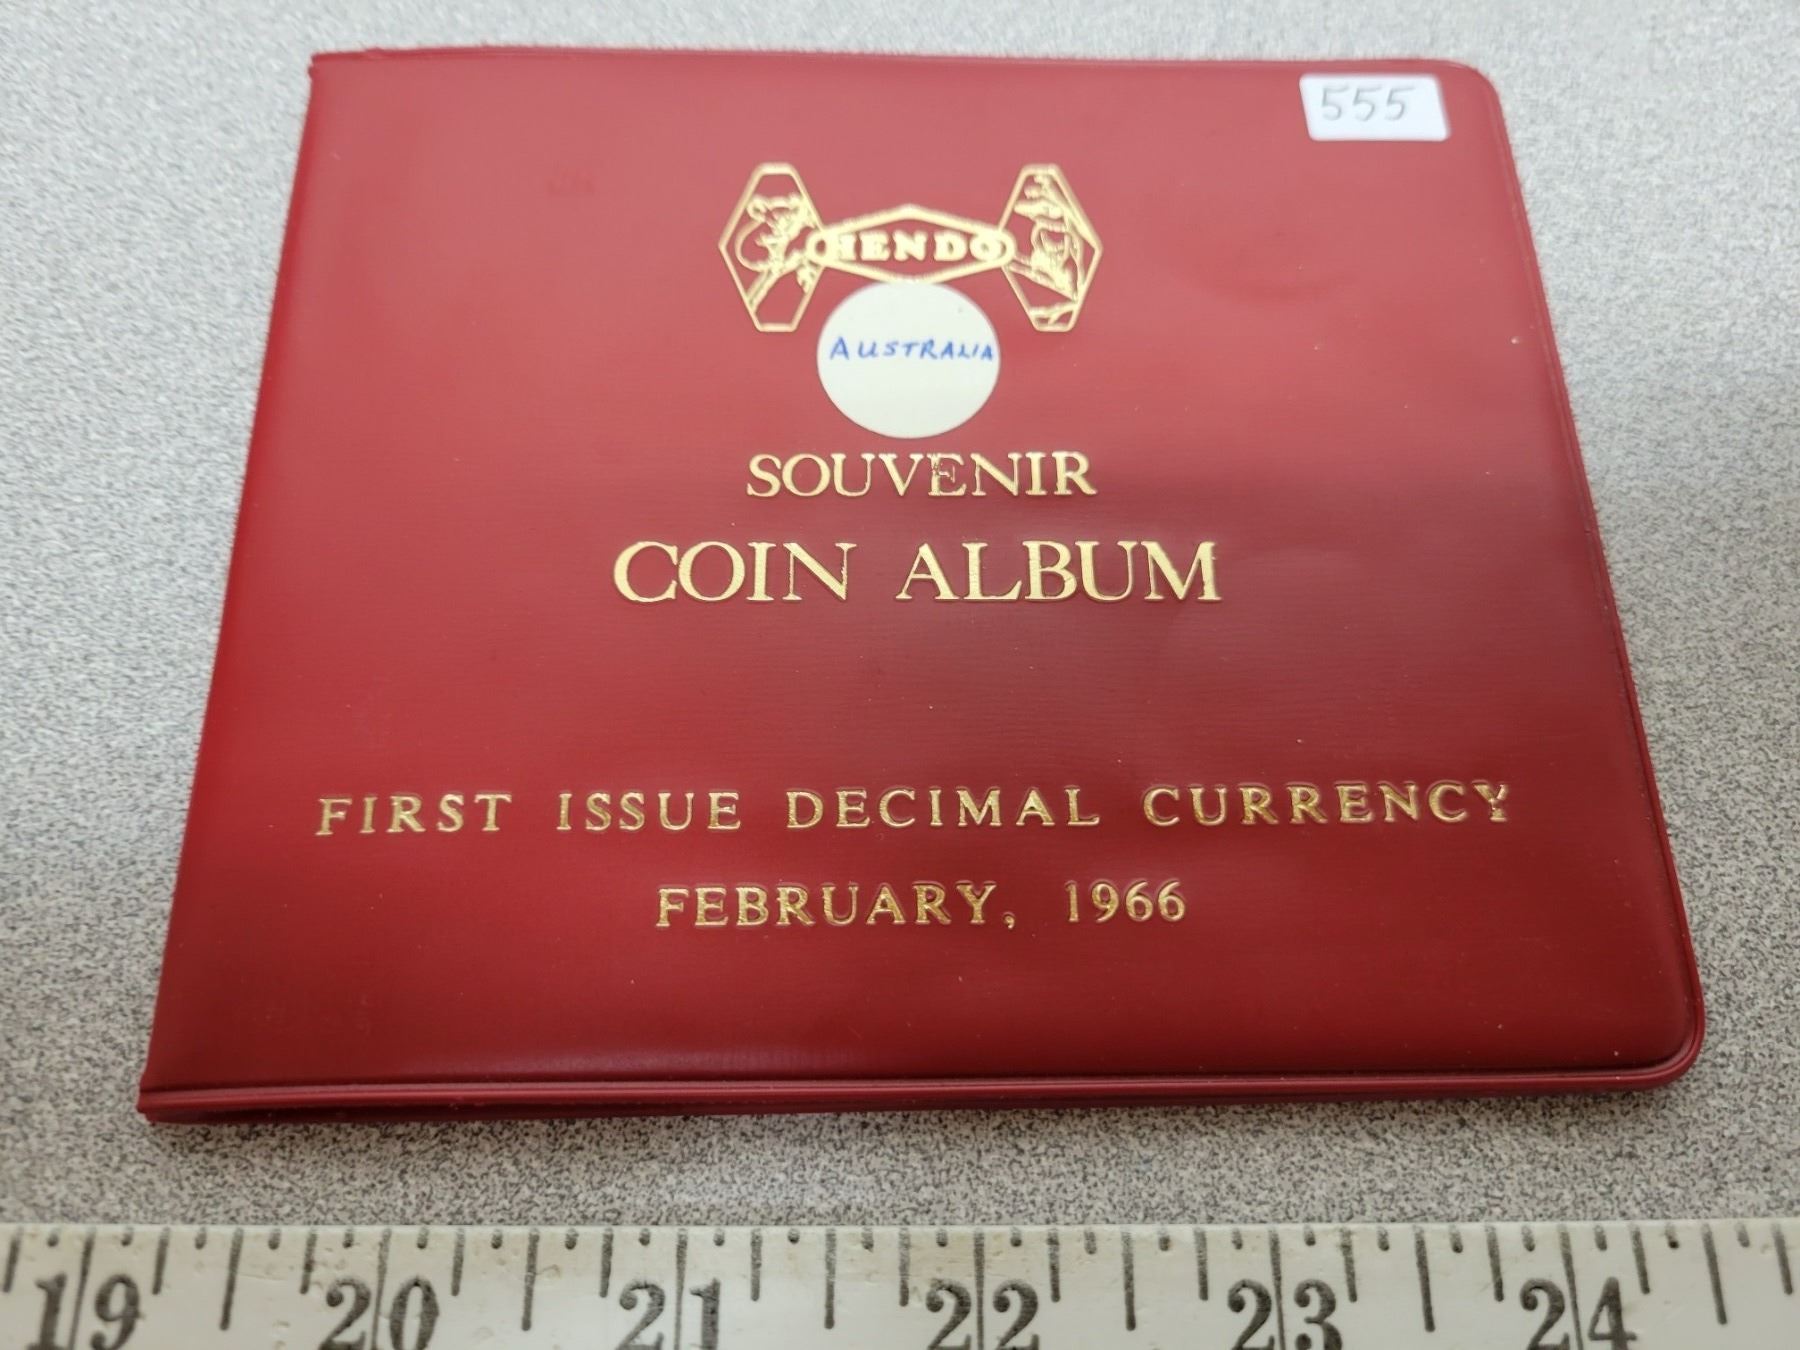 555
HENDO
AUSTRALIA
SOUVENIR
COIN ALBUM
FIRST ISSUE DECIMAL CURRENCY
FEBRUARY, 1966
19 20 21 22 23 24